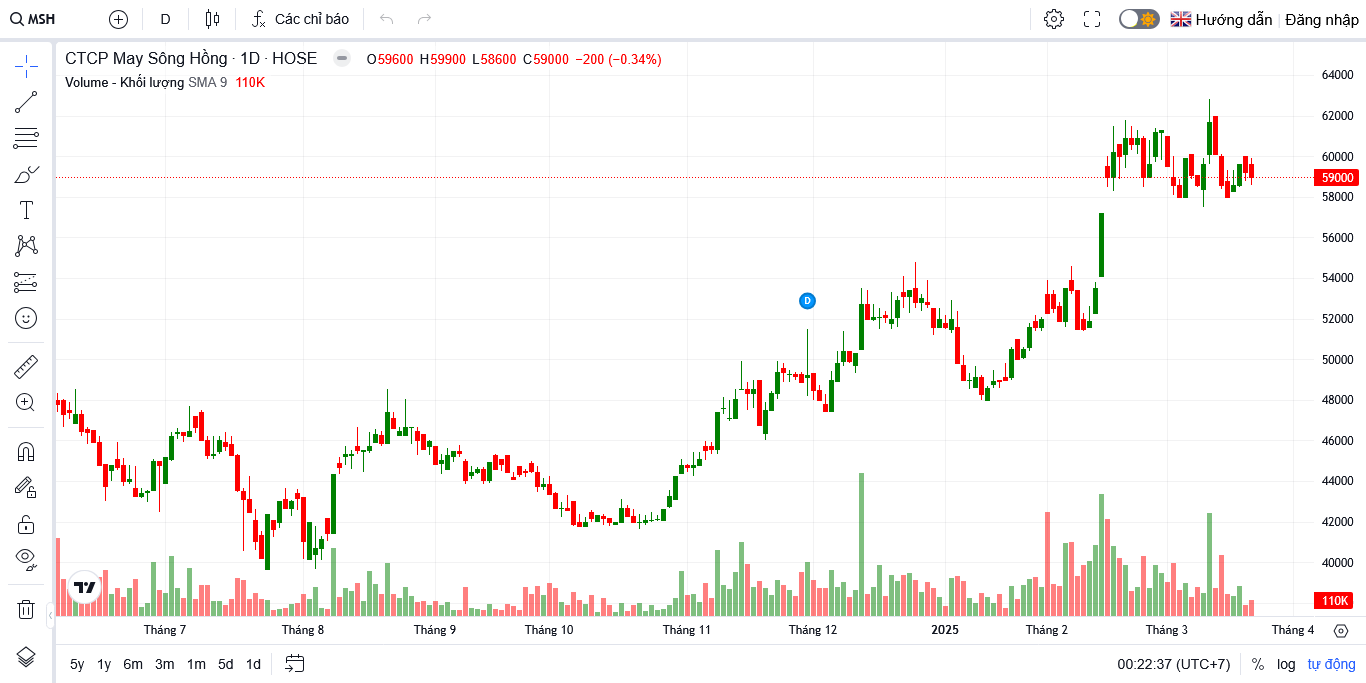 MSH D Các chỉ báo Hướng dẫn Đăng nhập
CTCP May Sông Hồng · 1D · HOSE O59600 H59900 L58600 C59000 −200 (−0.34%)
Volume - Khối lượng SMA 9 110K
64000
62000
60000
59000
58000
56000
54000
D
52000
50000
48000
46000
44000
42000
40000
110K
Tháng 7 Tháng 8 Tháng 9 Tháng 10 Tháng 11 Tháng 12 2025 Tháng 2 Tháng 3 Tháng 4
5y 1y 6m 3m 1m 5d 1d 00:22:37 (UTC+7) % log tự động